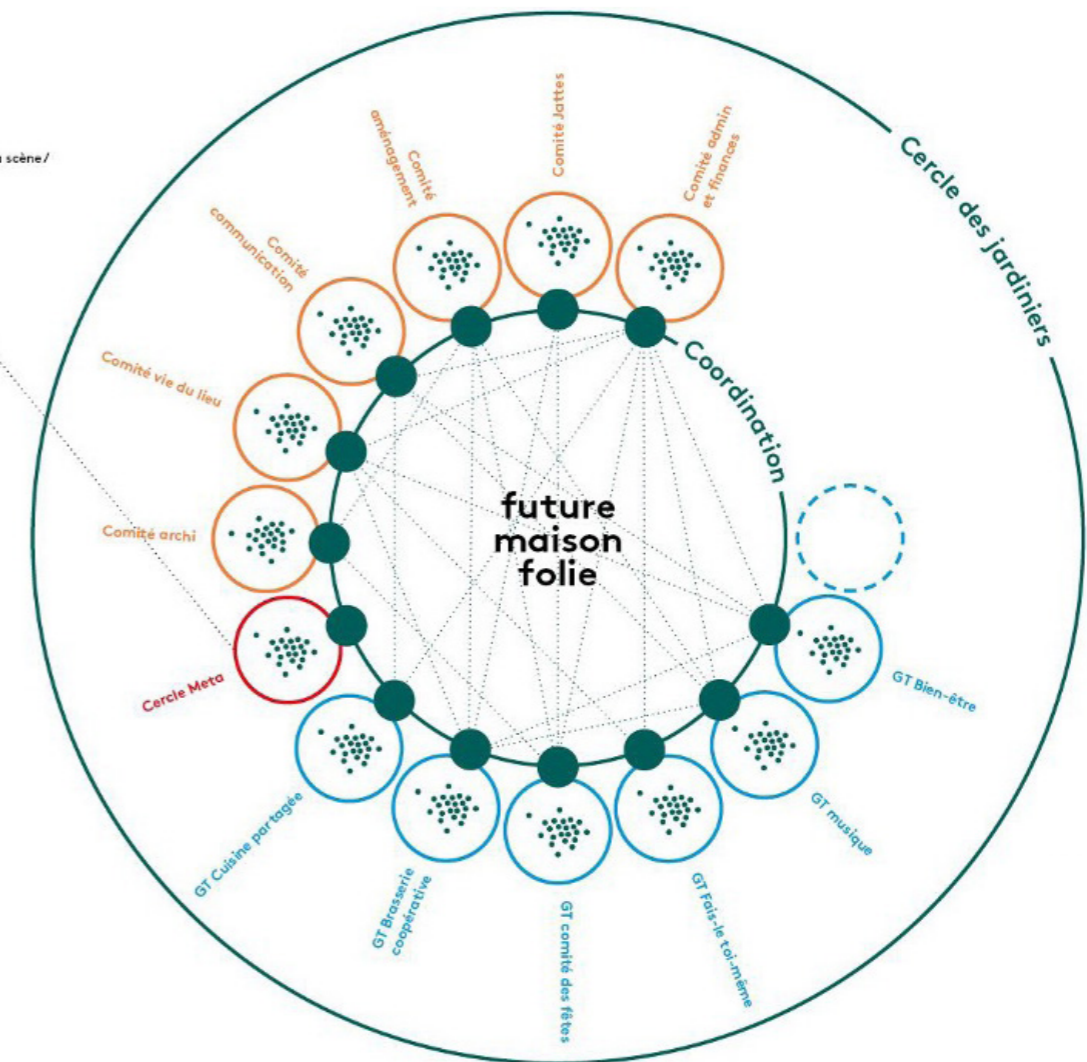 scène/
Comité
aménagement
Comité Jattes
Comité admin
et finances
Cercle des jardiniers
Comité
communication
Coordination
Comité vie du lieu
future
maison
folie
Comité archi
Cercle Meta
GT Bien-être
GT Cuisine partagée
GT musique
GT Brasserie
coopérative
GT comité des fêtes
GT Fais-le toi-même